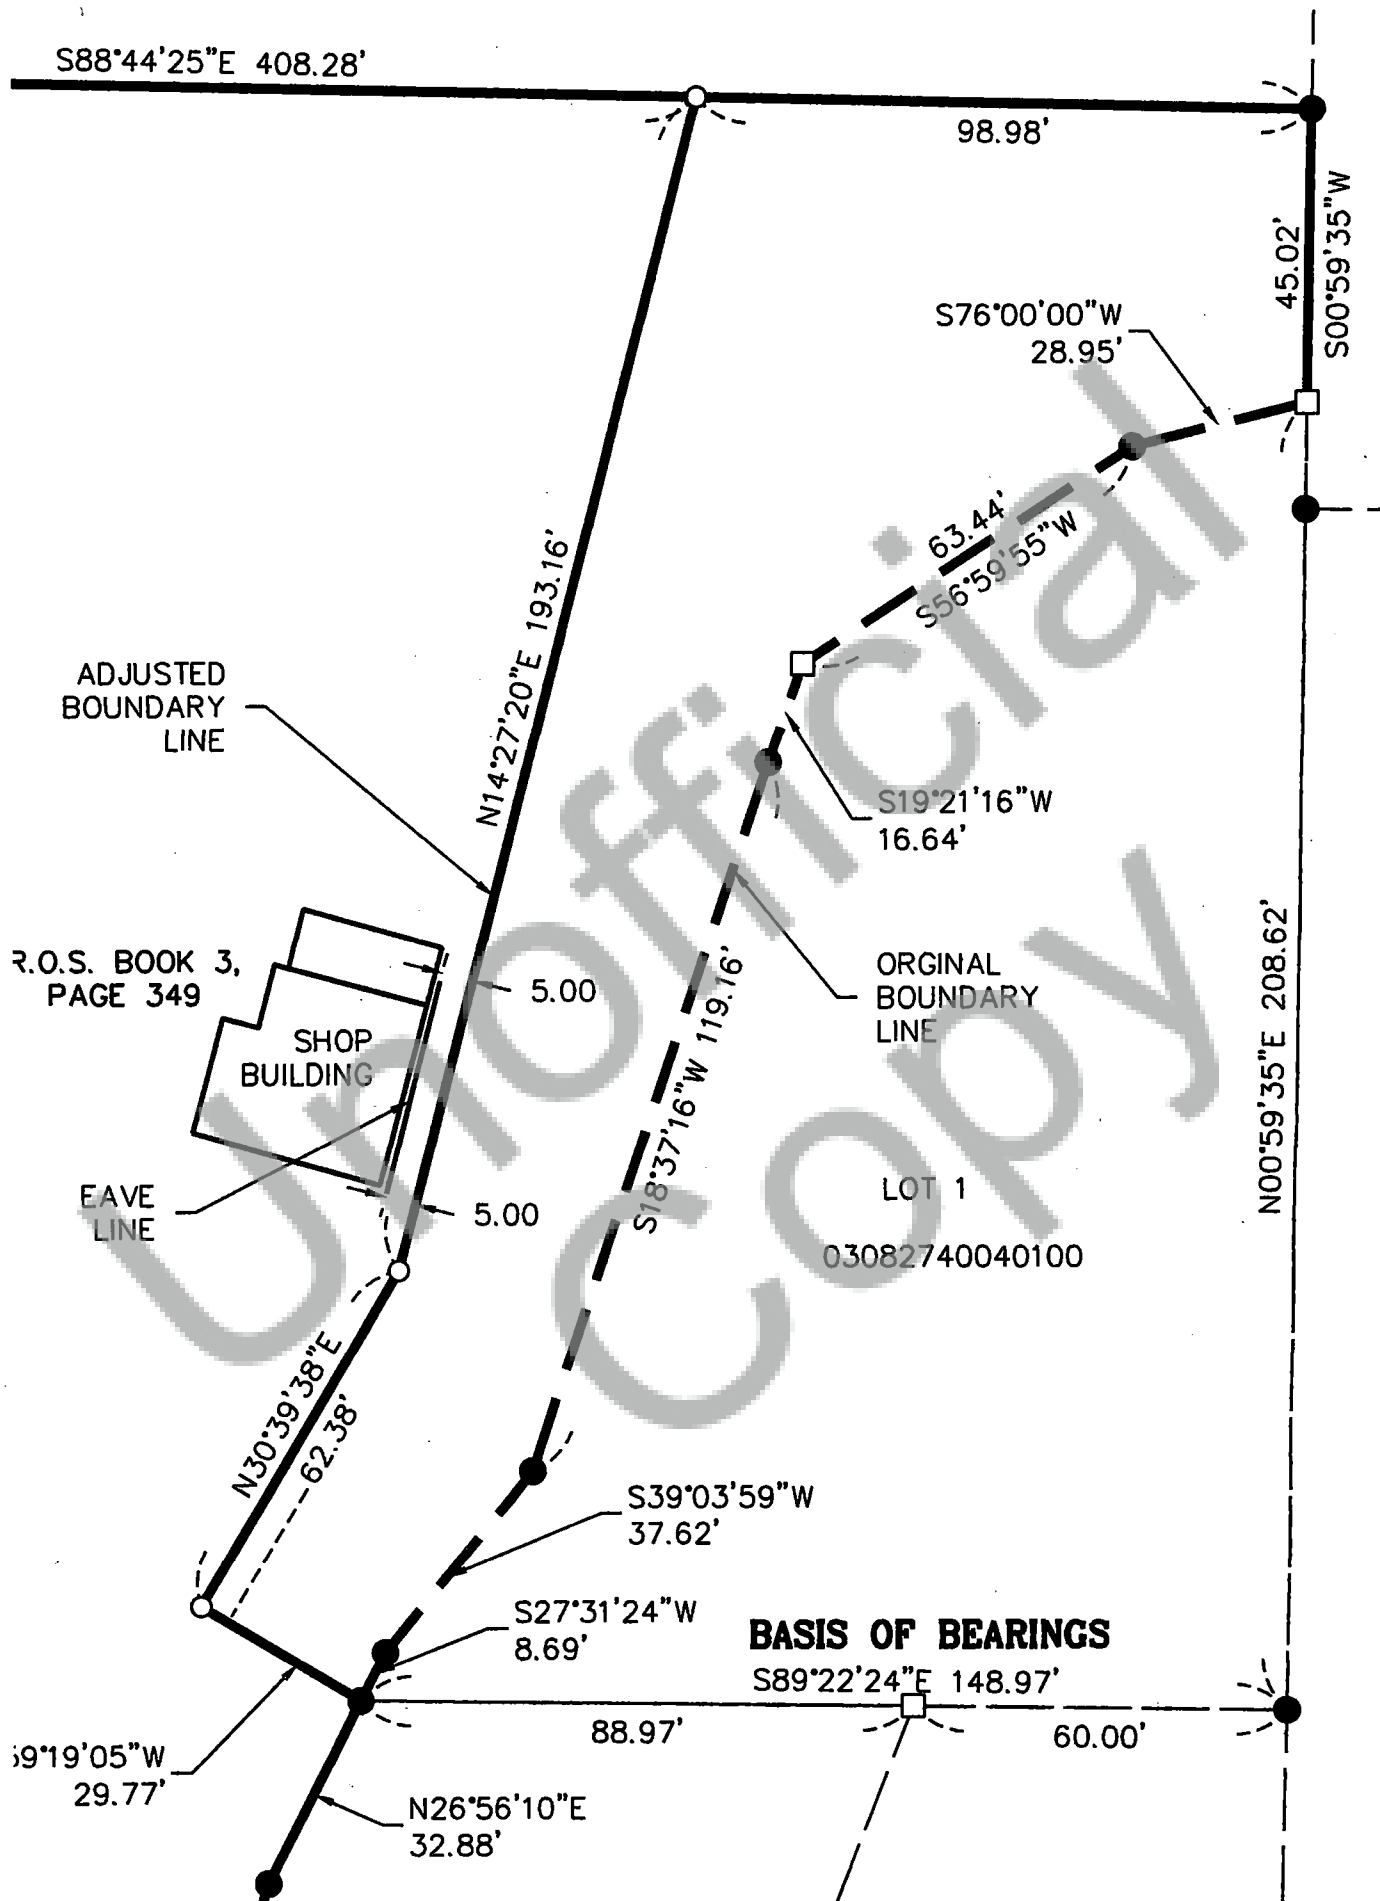 S88°44'25"E 408.28'
98.98'
45.02'
S00°59'35"W
S76°00'00"W
28.95'
63.44'
S56°59'55"W
N14°27'20"E 193.16'
ADJUSTED
BOUNDARY
LINE
S19°21'16"W
16.64'
R.O.S. BOOK 3,
PAGE 349
5.00
SHOP
BUILDING
ORGINAL
BOUNDARY
LINE
S18°37'16"W 119.16'
N00°59'35"E 208.62'
EAVE
LINE
5.00
LOT 1
03082740040100
N30°39'38"E
62.38'
S39°03'59"W
37.62'
S27°31'24"W
8.69'
BASIS OF BEARINGS
S89°22'24"E 148.97'
88.97'
60.00'
9°19'05"W
29.77'
N26°56'10"E
32.88'
Unofficial
Copy